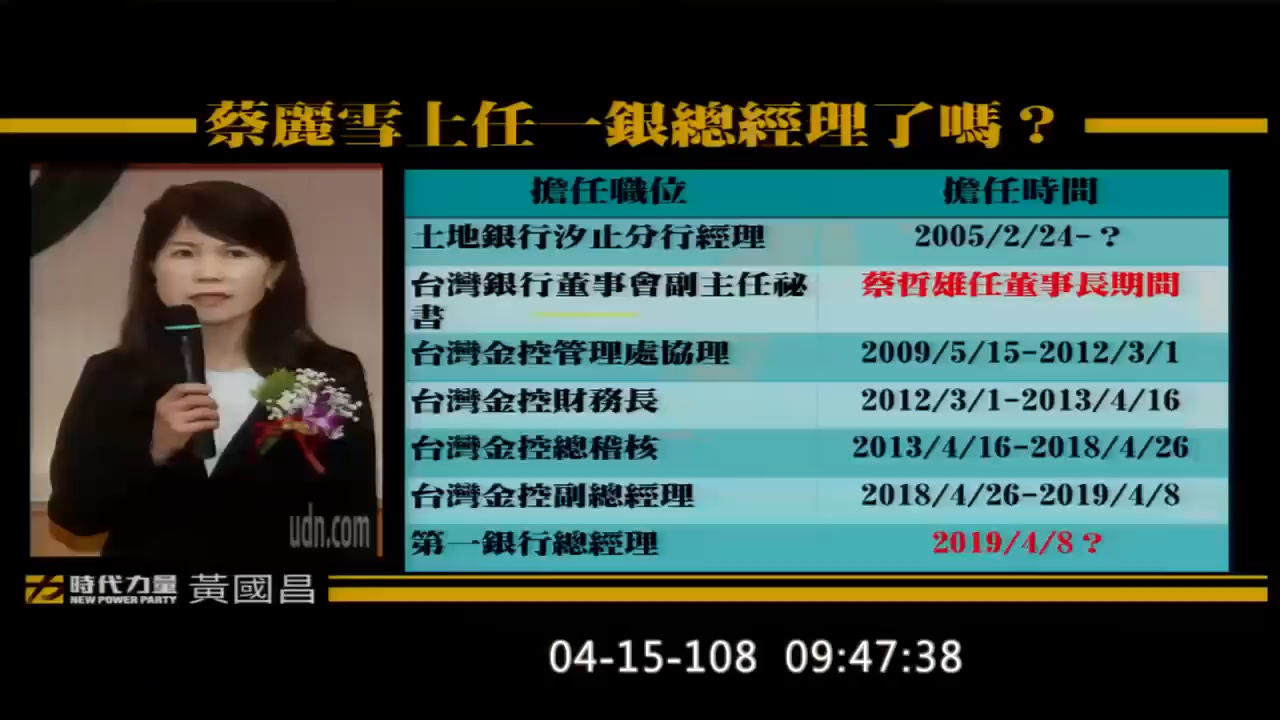 蔡麗雪上任一銀總經理了嗎？
擔任職位 擔任時間
土地銀行汐止分行經理 2005/2/24-？
台灣銀行董事會副主任祕
書
蔡哲雄任董事長期間
台灣金控管理處協理 2009/5/15-2012/3/1
台灣金控財務長 2012/3/1-2013/4/16
台灣金控總稽核 2013/4/16-2018/4/26
台灣金控副總經理 2018/4/26-2019/4/8
第一銀行總經理 2019/4/8？
udn.com
時代力量 黃國昌
NEW POWER PARTY
04-15-108 09:47:38